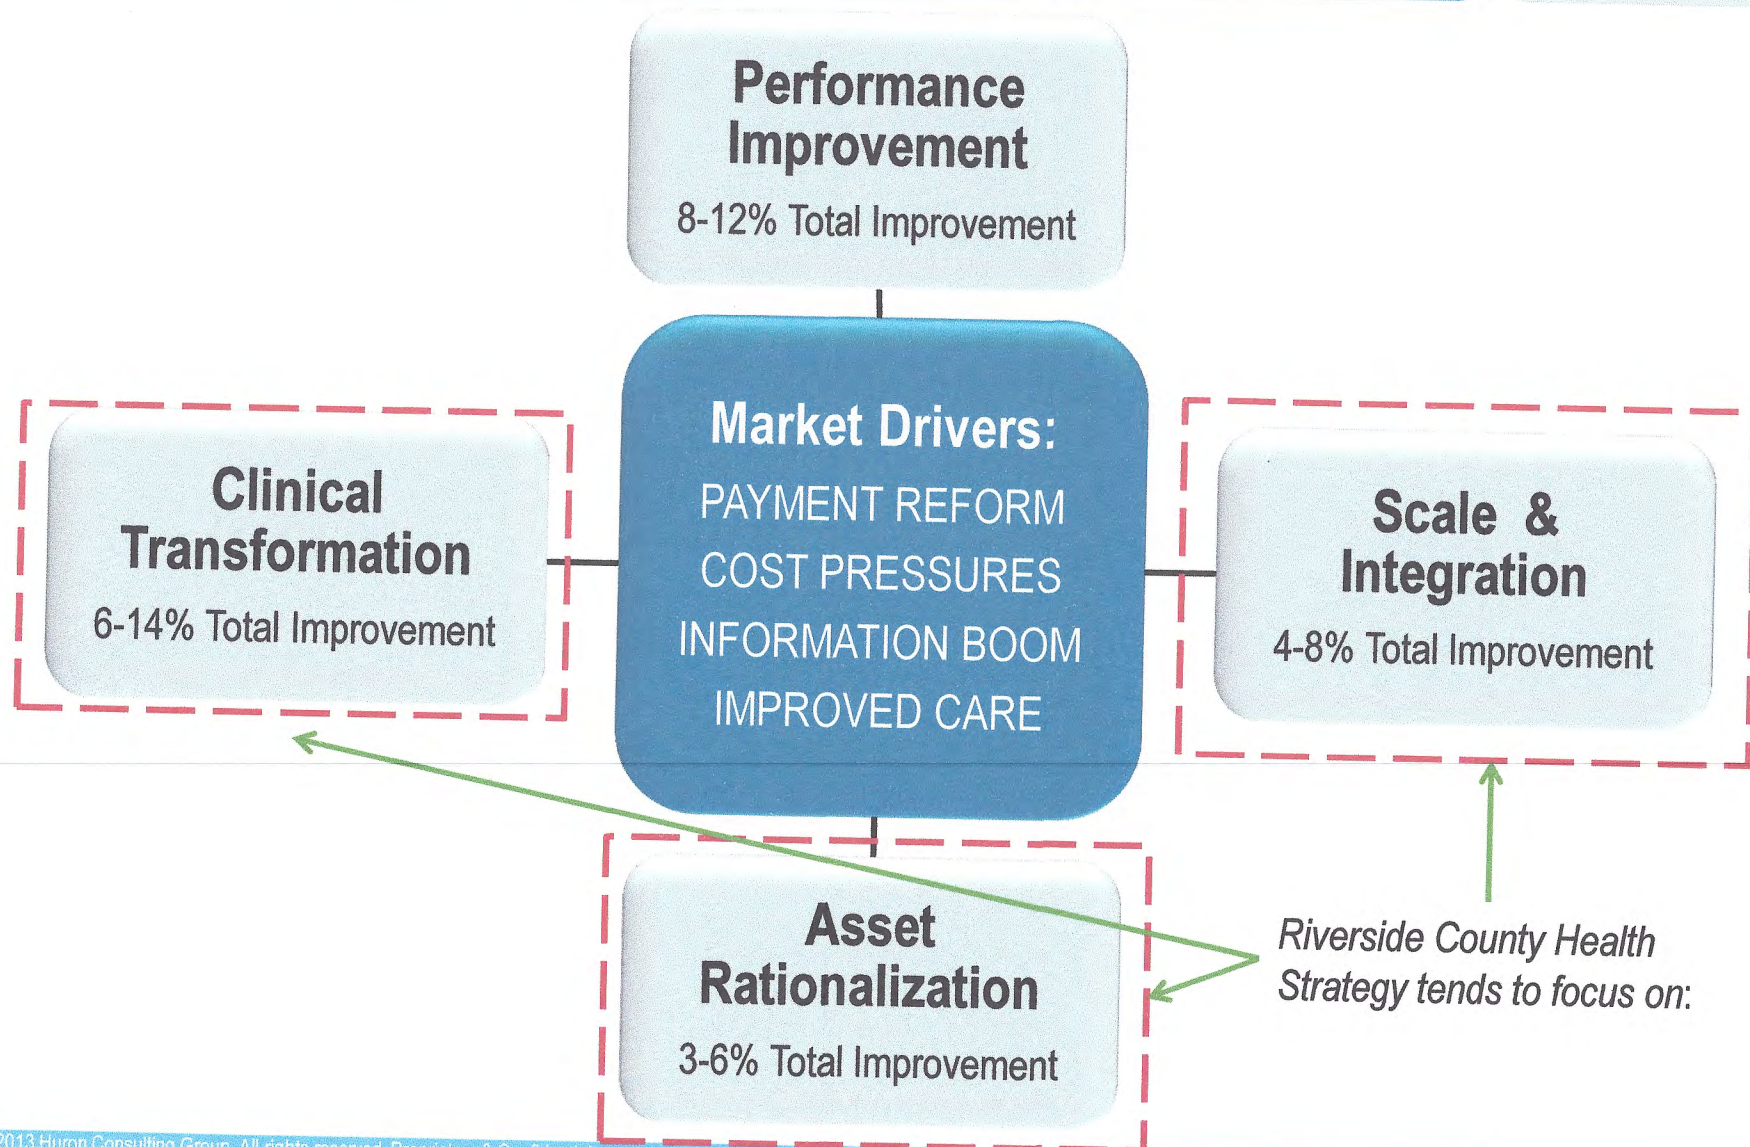 Performance
Improvement
8-12% Total Improvement
Clinical
Transformation
6-14% Total Improvement
Market Drivers:
PAYMENT REFORM
COST PRESSURES
INFORMATION BOOM
IMPROVED CARE
Scale & 
Integration
4-8% Total Improvement
Asset
Rationalization
3-6% Total Improvement
Riverside County Health
Strategy tends to focus on:
2013 Huron Consulting Group. All rights reserved.